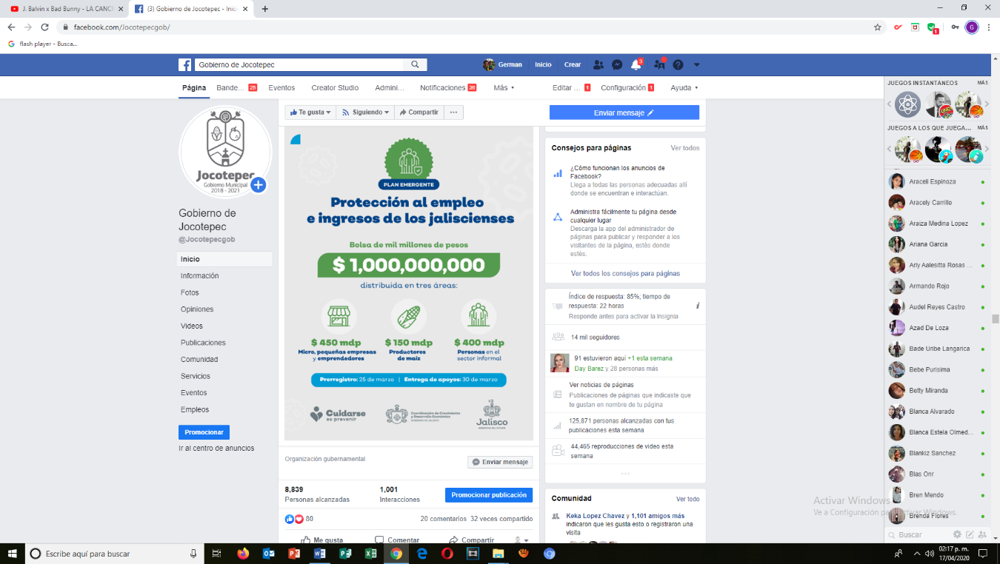 J. Balvin x Bad Bunny - LA CANCI
(3) Gobierno de Jocotepec - Inici
facebook.com/Jocotepecgob/
flash player - Busca...
Gobierno de Jocotepec
German Inicio Crear 3
Página Bande... 25 Eventos Creator Studio Admini... Notificaciones 36 Más Editar ... 1 Configuración 1 Ayuda
Jocotepec
Gobierno Municipal
2018 - 2021
Gobierno de
Jocotepec
@Jocotepecgob
Inicio
Información
Fotos
Opiniones
Videos
Publicaciones
Comunidad
Servicios
Eventos
Empleos
Promocionar
Ir al centro de anuncios
Te gusta Siguiendo Compartir ...
PLAN EMERGENTE
Protección al empleo
e ingresos de los jaliscienses
Bolsa de mil millones de pesos
$ 1,000,000,000
distribuida en tres áreas:
$ 450 mdp
Micro, pequeñas empresas
y emprendedores
$ 150 mdp
Productores
de maíz
$ 400 mdp
Personas en el
sector informal
Prerregistro: 25 de marzo | Entrega de apoyos: 30 de marzo
Cuidarse
es prevenir
Coordinación de Crecimiento
y Desarrollo Económico
Jalisco
Organización gubernamental
Enviar mensaje
8,839
Personas alcanzadas
1,001
Interacciones
Promocionar publicación
80
20 comentarios 32 veces compartido
Me gusta Comentar Compartir
Enviar mensaje
Consejos para páginas Ver todos
¿Cómo funcionan los anuncios de
Facebook?
Llega a todas las personas adecuadas allí
donde se encuentran e interactúan.
Administra fácilmente tu página desde
cualquier lugar
Descarga la app del administrador de
páginas para publicar y responder a los
visitantes de la página, estés donde
estés.
Ver todos los consejos para páginas
Índice de respuesta: 85%; tiempo de
respuesta: 22 horas
Responde antes para activar la insignia
14 mil seguidores
91 estuvieron aquí +1 esta semana
Day Barez y 28 personas más
Ver noticias de páginas
Publicaciones de páginas que indicaste que
te gustan en nombre de tu página
125,871 personas alcanzadas con tus
publicaciones esta semana
44,465 reproducciones de video esta
semana
...
Comunidad Ver todo
Keka Lopez Chavez y 1,101 amigos más
indicaron que les gusta esto o registraron una
visita
JUEGOS INSTANTÁNEOS MÁS
JUEGOS A LOS QUE JUEGA... MÁS
Araceli Espinoza
Aracely Carrillo
Araiza Medina Lopez
Ariana Garcia
Arly Aalesitta Rosas ...
Armando Rojo
Audel Reyes Castro
Azad De Loza
Bade Uribe Langarica
Bebe Purisima
Betty Miranda
Blanca Alvarado
Blanca Estela Olmed...
Blankiz Sanchez
Blas Onr
Bren Mendo
Brenda Flores
Buscar
Activar Windows
Ve a Configuración para activar Windows.
Escribe aquí para buscar
02:17 p. m.
17/04/2020